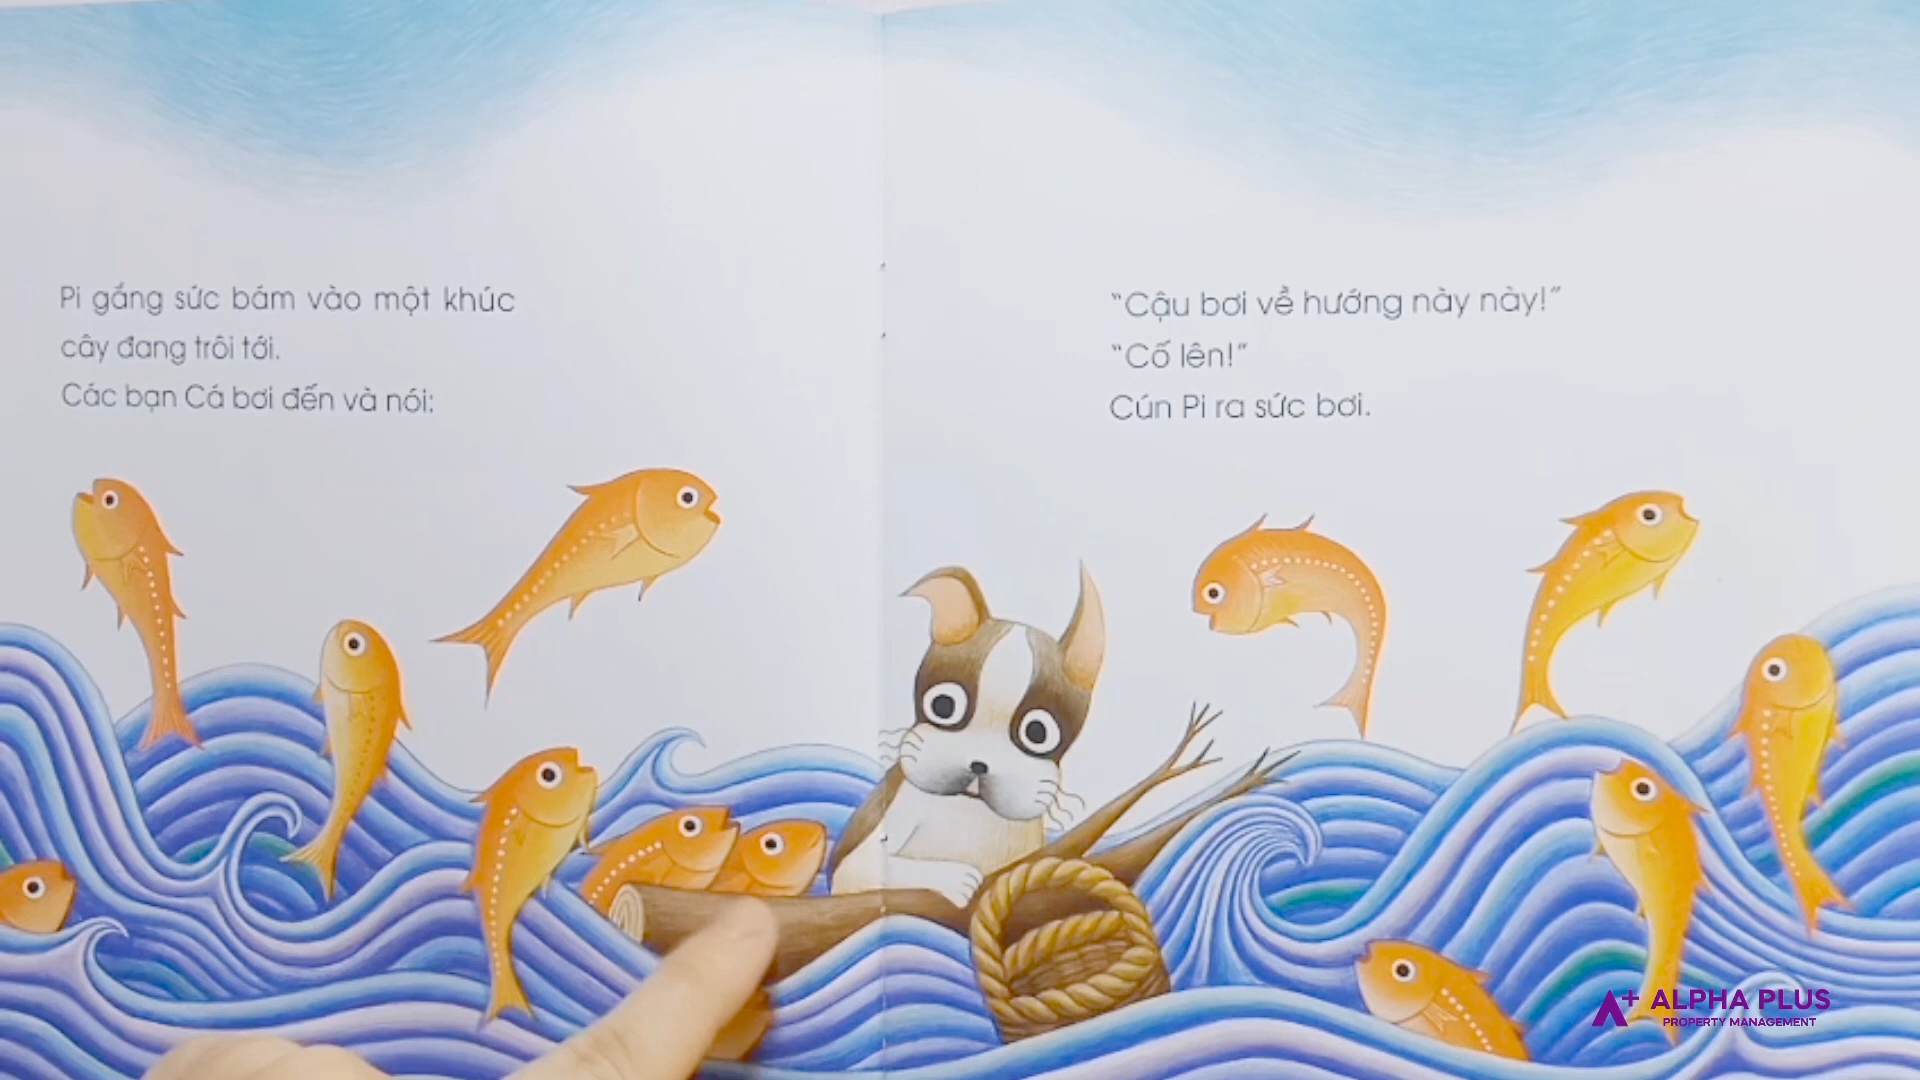 Pi gắng sức bám vào một khúc
cây đang trôi tới.
Các bạn Cá bơi đến và nói:
“Cậu bơi về hướng này này!”
“Cố lên!”
Cún Pi ra sức bơi.
ALPHA PLUS
PROPERTY MANAGEMENT